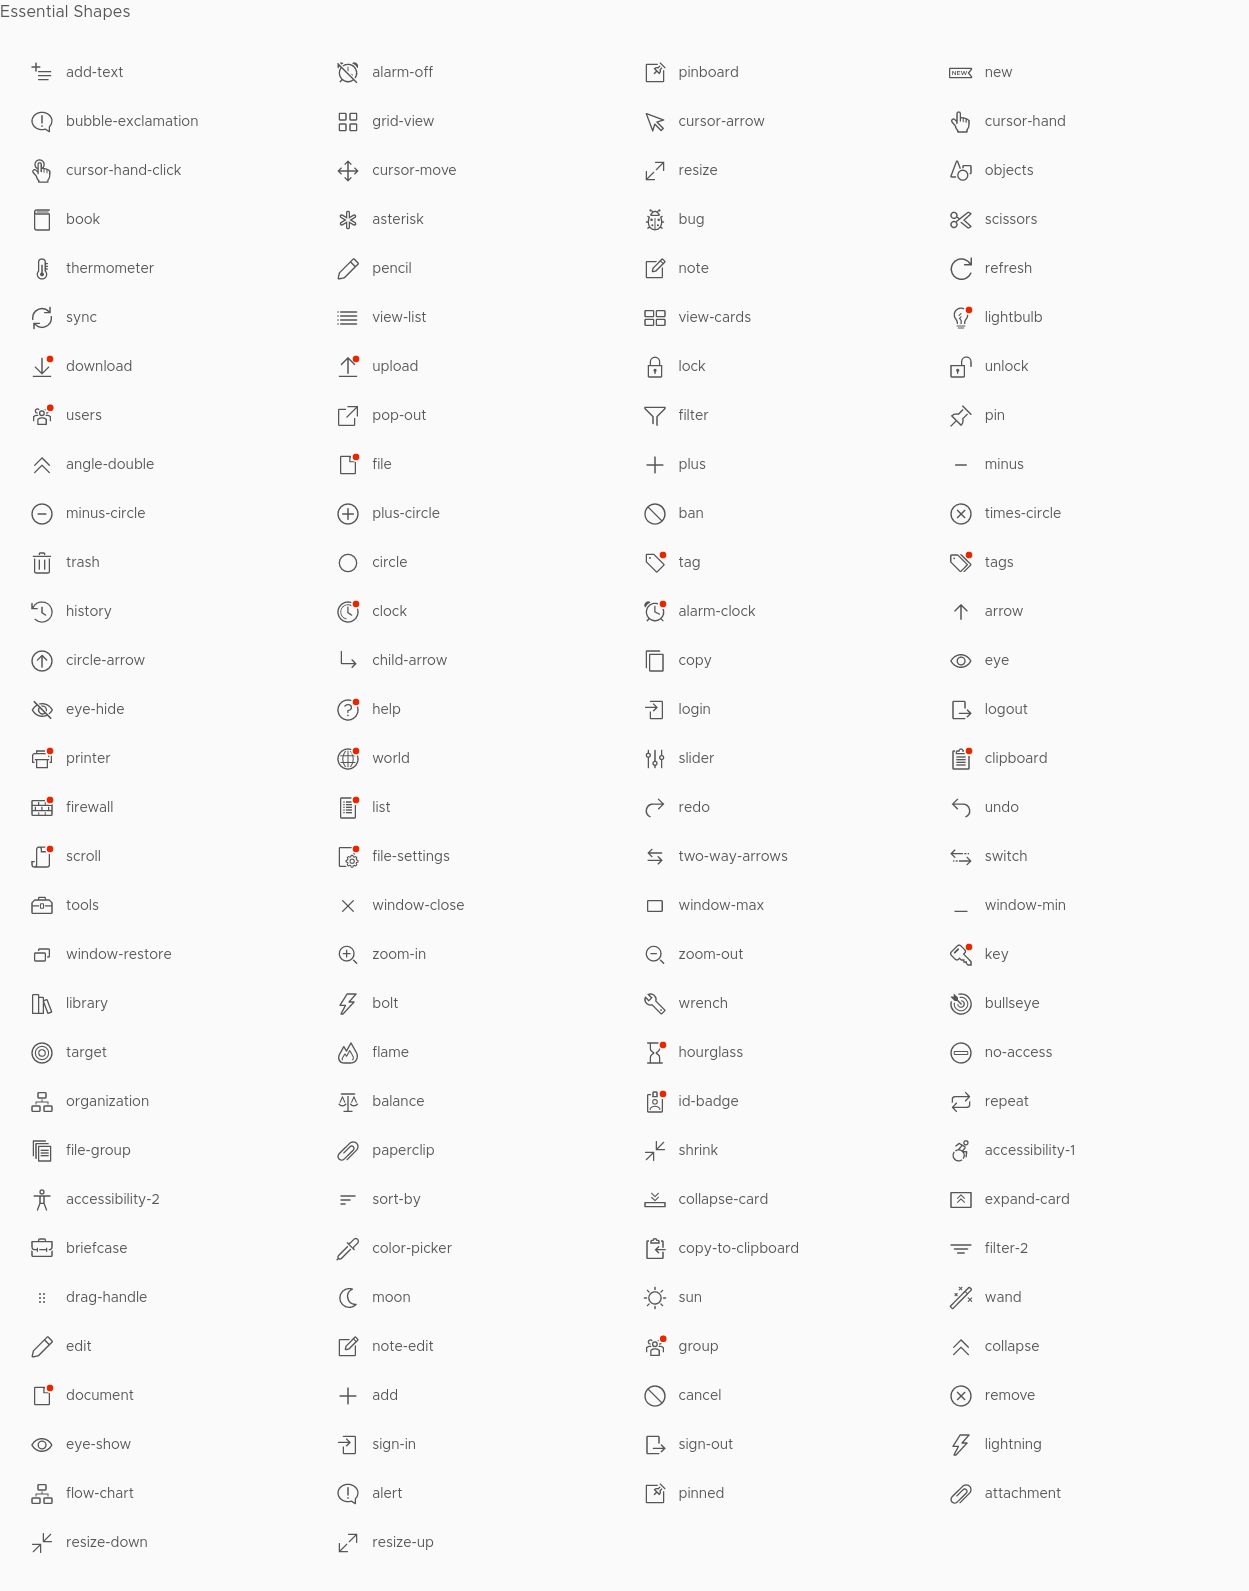 Essential Shapes
add-text alarm-off pinboard new
bubble-exclamation grid-view cursor-arrow cursor-hand
cursor-hand-click cursor-move resize objects
book asterisk bug scissors
thermometer pencil note refresh
sync view-list view-cards lightbulb
download upload lock unlock
users pop-out filter pin
angle-double file plus minus
minus-circle plus-circle ban times-circle
trash circle tag tags
history clock alarm-clock arrow
circle-arrow child-arrow copy eye
eye-hide help login logout
printer world slider clipboard
firewall list redo undo
scroll file-settings two-way-arrows switch
tools window-close window-max window-min
window-restore zoom-in zoom-out key
library bolt wrench bullseye
target flame hourglass no-access
organization balance id-badge repeat
file-group paperclip shrink accessibility-1
accessibility-2 sort-by collapse-card expand-card
briefcase color-picker copy-to-clipboard filter-2
drag-handle moon sun wand
edit note-edit group collapse
document add cancel remove
eye-show sign-in sign-out lightning
flow-chart alert pinned attachment
resize-down resize-up